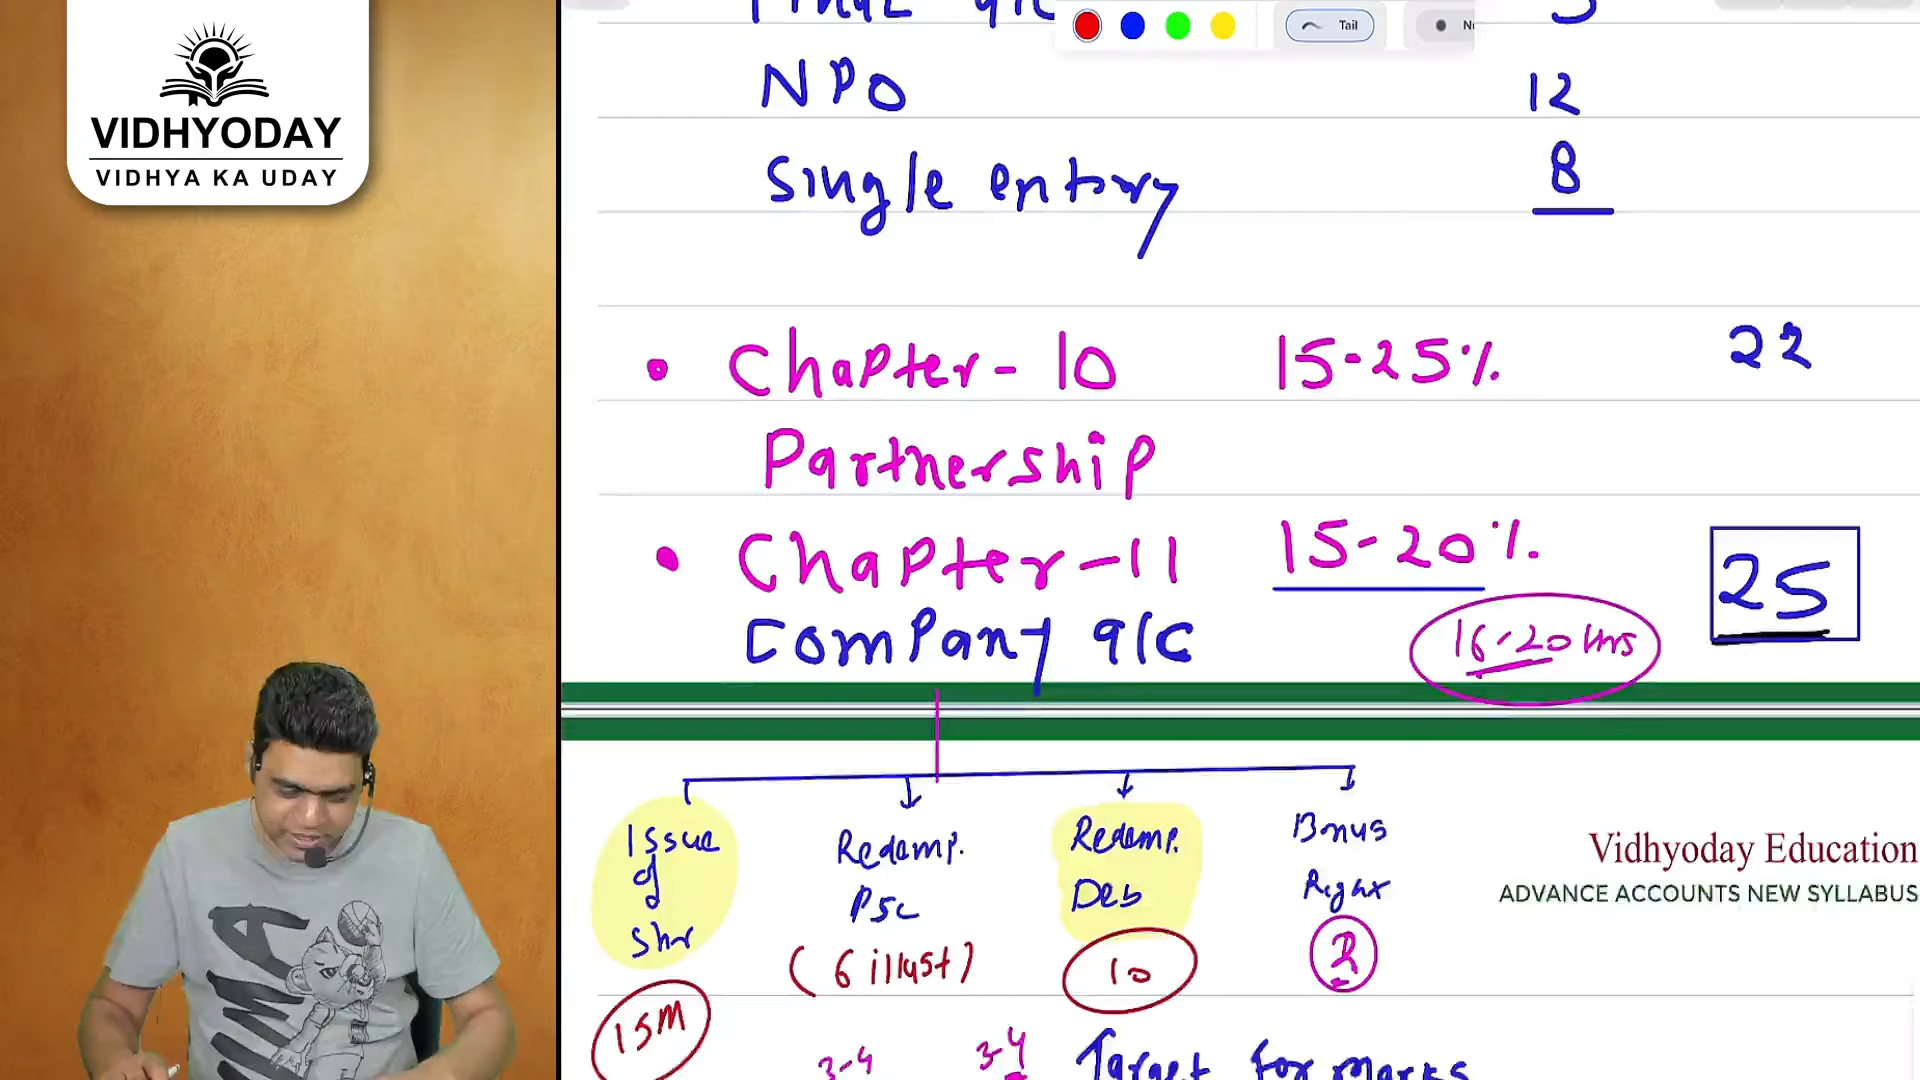 VIDHYODAY
VIDHYA KA UDAY
Tail
NPO 12
Single entry 8
• Chapter - 10 15-25% 22
Partnership
• Chapter - 11 15-20% 25
Company a/c 16-20 hrs
Issue of Shr
Redemp. PSC (6 illust)
Redemp. Deb 10
Bonus Right 2
15M
Vidhyoday Education
ADVANCE ACCOUNTS NEW SYLLABUS
3-4 3-4 Target for marks